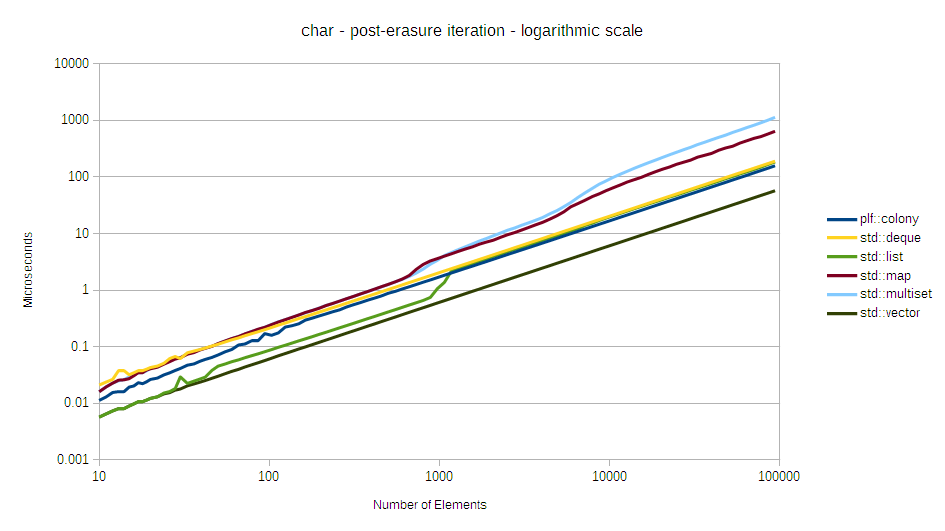 char - post-erasure iteration - logarithmic scale
10000
1000
100
10
1
0.1
0.01
0.001
Microseconds
10 100 1000 10000 100000
Number of Elements
plf::colony
std::deque
std::list
std::map
std::multiset
std::vector